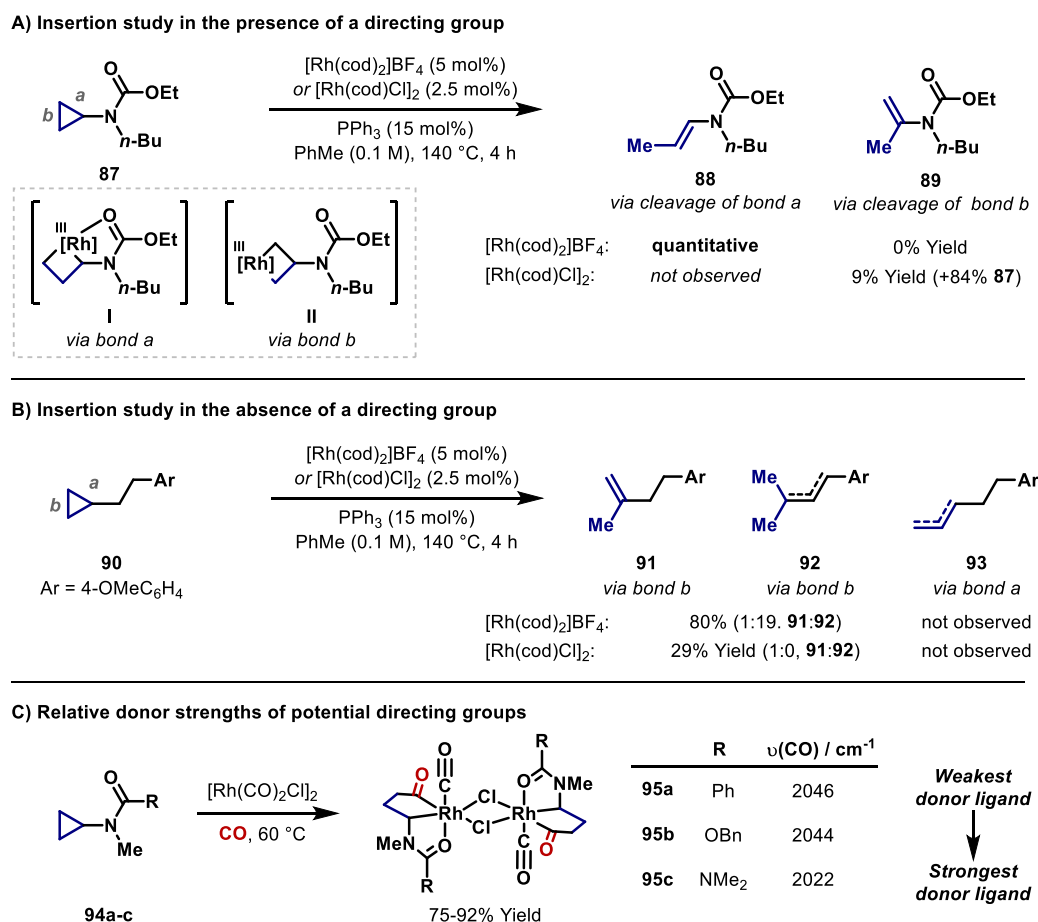 A) Insertion study in the presence of a directing group
a
b
O
N
OEt
n-Bu
87
[Rh(cod)2]BF4 (5 mol%)
or [Rh(cod)Cl]2 (2.5 mol%)
PPh3 (15 mol%)
PhMe (0.1 M), 140 °C, 4 h
O
N
OEt
Me
n-Bu
88
via cleavage of bond a
O
N
OEt
Me
n-Bu
89
via cleavage of bond b
III
[Rh]
O
N
OEt
n-Bu
I
via bond a
III
[Rh]
O
N
OEt
n-Bu
II
via bond b
[Rh(cod)2]BF4: quantitative 0% Yield
[Rh(cod)Cl]2: not observed 9% Yield (+84% 87)
B) Insertion study in the absence of a directing group
a
b
Ar
90
Ar = 4-OMeC6H4
[Rh(cod)2]BF4 (5 mol%)
or [Rh(cod)Cl]2 (2.5 mol%)
PPh3 (15 mol%)
PhMe (0.1 M), 140 °C, 4 h
Ar
Me
91
via bond b
Me
Ar
Me
92
via bond b
Ar
93
via bond a
[Rh(cod)2]BF4: 80% (1:19. 91:92) not observed
[Rh(cod)Cl]2: 29% Yield (1:0, 91:92) not observed
C) Relative donor strengths of potential directing groups
O
N
R
Me
94a-c
[Rh(CO)2Cl]2
CO, 60 °C
O
C
O
Rh
Cl
Cl
Rh
MeN
O
R
R
O
NMe
C
O
O
75-92% Yield
R υ(CO) / cm-1
95a Ph 2046
95b OBn 2044
95c NMe2 2022
Weakest
donor ligand
Strongest
donor ligand